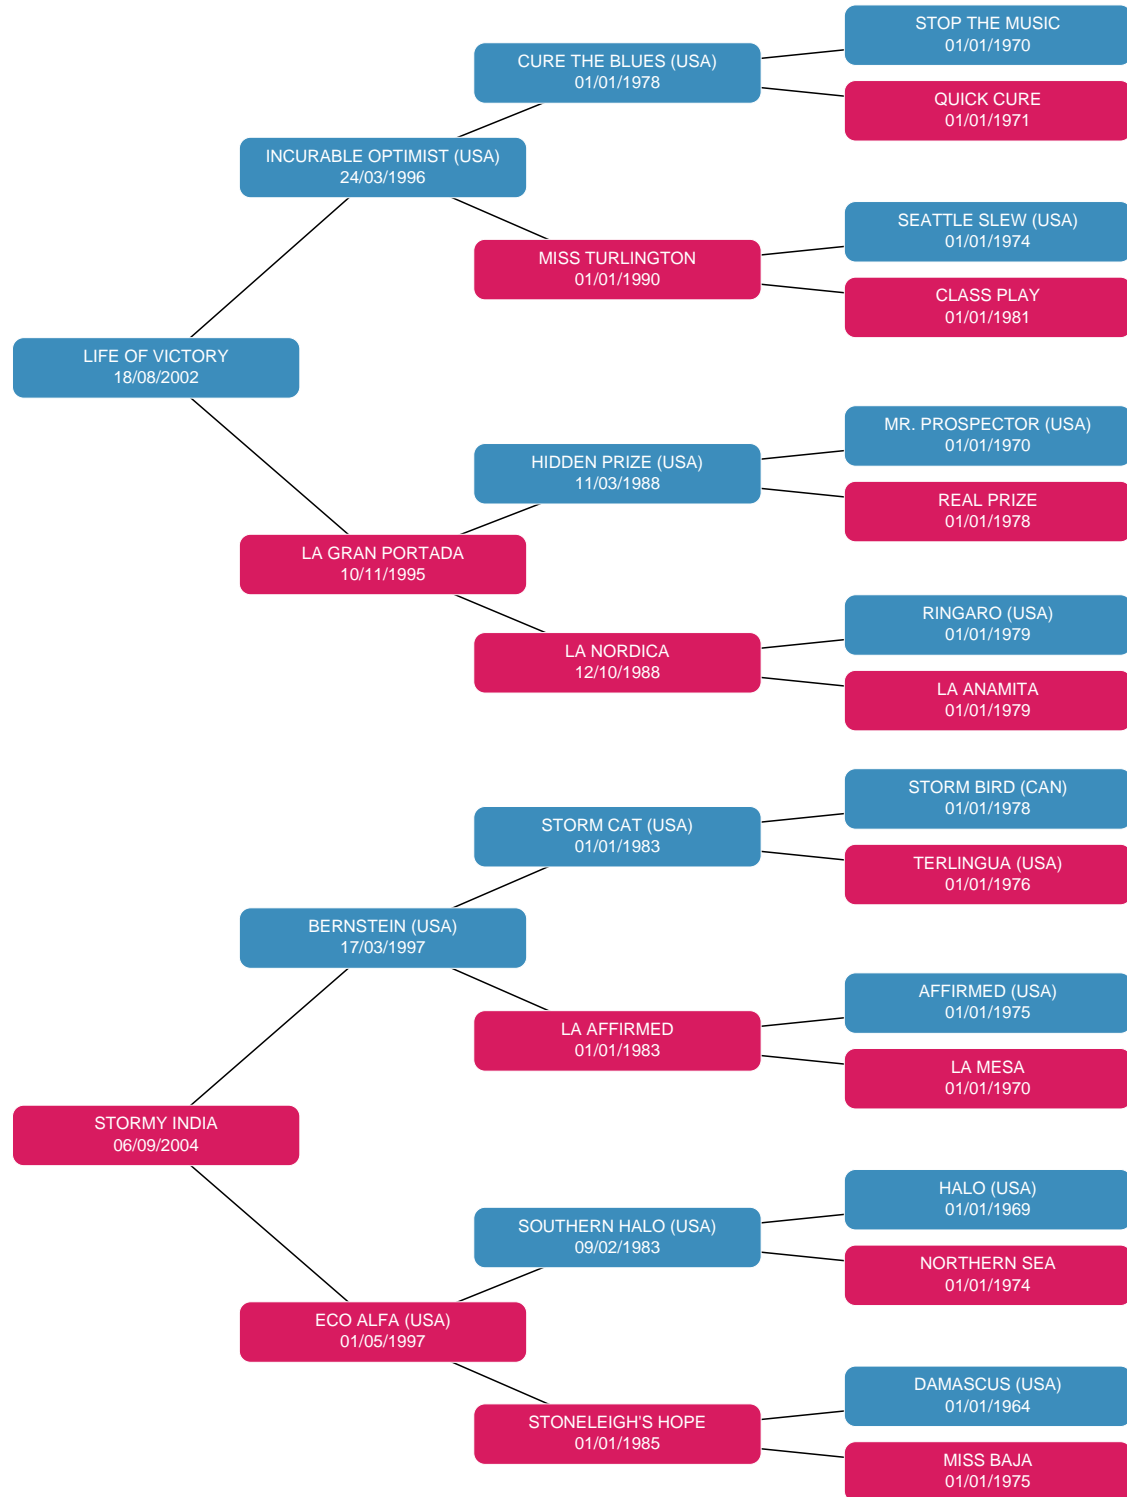 STOP THE MUSIC
01/01/1970
CURE THE BLUES (USA)
01/01/1978
QUICK CURE
01/01/1971
INCURABLE OPTIMIST (USA)
24/03/1996
SEATTLE SLEW (USA)
01/01/1974
MISS TURLINGTON
01/01/1990
CLASS PLAY
01/01/1981
LIFE OF VICTORY
18/08/2002
MR. PROSPECTOR (USA)
01/01/1970
HIDDEN PRIZE (USA)
11/03/1988
REAL PRIZE
01/01/1978
LA GRAN PORTADA
10/11/1995
RINGARO (USA)
01/01/1979
LA NORDICA
12/10/1988
LA ANAMITA
01/01/1979
STORM BIRD (CAN)
01/01/1978
STORM CAT (USA)
01/01/1983
TERLINGUA (USA)
01/01/1976
BERNSTEIN (USA)
17/03/1997
AFFIRMED (USA)
01/01/1975
LA AFFIRMED
01/01/1983
LA MESA
01/01/1970
STORMY INDIA
06/09/2004
HALO (USA)
01/01/1969
SOUTHERN HALO (USA)
09/02/1983
NORTHERN SEA
01/01/1974
ECO ALFA (USA)
01/05/1997
DAMASCUS (USA)
01/01/1964
STONELEIGH'S HOPE
01/01/1985
MISS BAJA
01/01/1975